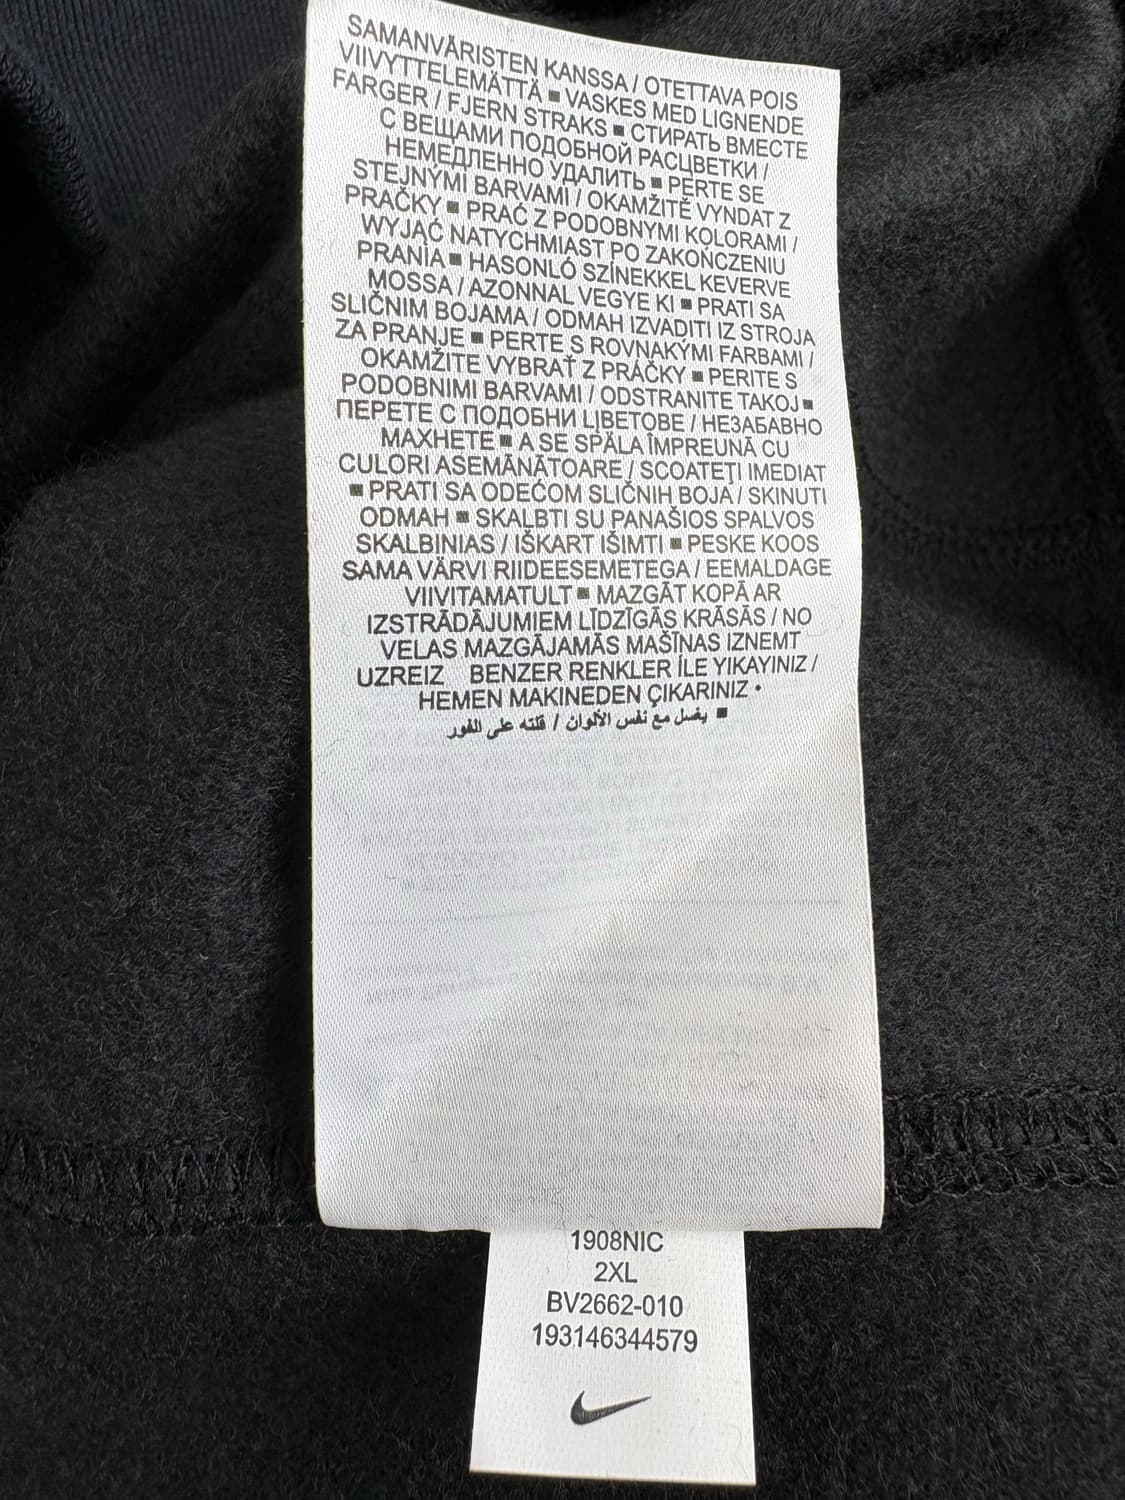 SAMANVÄRISTEN KANSSA / OTETTAVA POIS
VIIVYTTELEMÄTTÄ ■ VASKES MED LIGNENDE
FARGER / FJERN STRAKS ■ СТИРАТЬ ВМЕСТЕ
С ВЕЩАМИ ПОДОБНОЙ РАСЦВЕТКИ /
НЕМЕДЛЕННО УДАЛИТЬ ■ PERTE SE
STEJNÝMI BARVAMI / OKAMŽITĚ VYNDAT Z
PRAČKY ■ PRAĆ Z PODOBNYMI KOLORAMI /
WYJĄĆ NATYCHMIAST PO ZAKOŃCZENIU
PRANIA ■ HASONLÓ SZÍNEKKEL KEVERVE
MOSSA / AZONNAL VEGYE KI ■ PRATI SA
SLIČNIM BOJAMA / ODMAH IZVADITI IZ STROJA
ZA PRANJE ■ PERTE S ROVNAKÝMI FARBAMI /
OKAMŽITE VYBRAŤ Z PRÁČKY ■ PERITE S
PODOBNIMI BARVAMI / ODSTRANITE TAKOJ ■
ПЕРЕТЕ С ПОДОБНИ ЦВЕТОВЕ / НЕЗАБАВНО
МАХНЕТЕ ■ A SE SPĂLA ÎMPREUNĂ CU
CULORI ASEMĂNĂTOARE / SCOATEȚI IMEDIAT
■ PRATI SA ODEĆOM SLIČNIH BOJA / SKINUTI
ODMAH ■ SKALBTI SU PANAŠIOS SPALVOS
SKALBINIAS / IŠKART IŠIMTI ■ PESKE KOOS
SAMA VÄRVI RIIDEESEMETEGA / EEMALDAGE
VIIVITAMATULT ■ MAZGĀT KOPĀ AR
IZSTRĀDĀJUMIEM LĪDZĪGĀS KRĀSĀS / NO
VELAS MAZGĀJAMĀS MAŠĪNAS IZNEMT
UZREIZ BENZER RENKLER İLE YIKAYINIZ /
HEMEN MAKINEDEN ÇIKARINIZ •
■ يغسل مع نفس الألوان / قلته على الفور
1908NIC
2XL
BV2662-010
193146344579